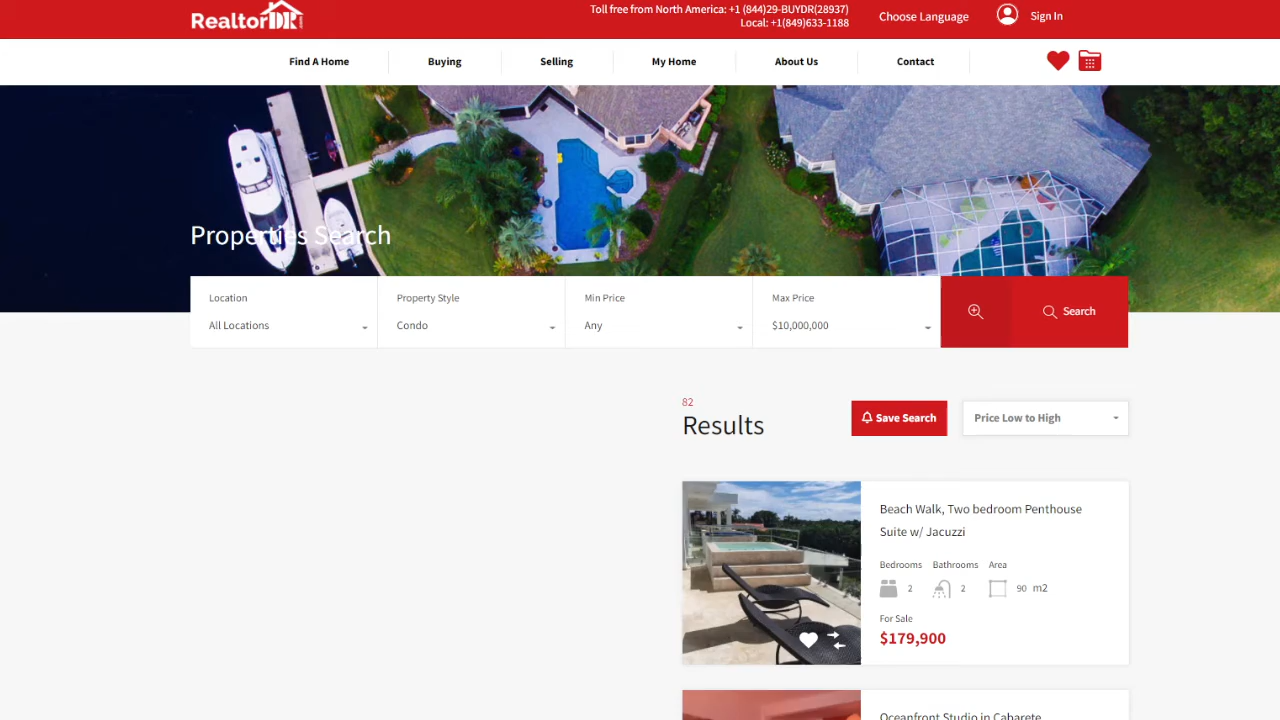 RealtorDR
Toll free from North America: +1 (844)29-BUYDR(28937)
Local: +1(849)633-1188
Choose Language
Sign In
Find A Home
Buying
Selling
My Home
About Us
Contact
Properties Search
Location
All Locations
Property Style
Condo
Min Price
Any
Max Price
$10,000,000
Search
82
Results
Save Search
Price Low to High
Beach Walk, Two bedroom Penthouse
Suite w/ Jacuzzi
Bedrooms Bathrooms Area
2 2 90 m2
For Sale
$179,900
Oceanfront Studio in Cabarete